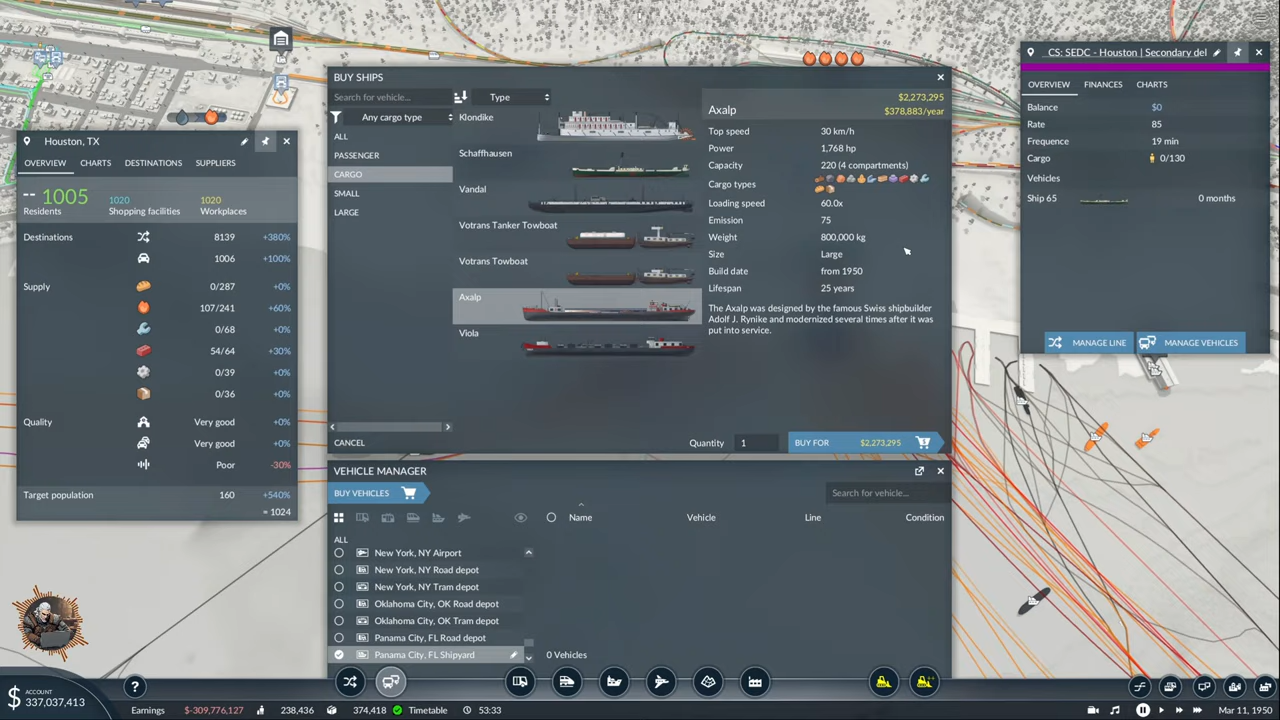 Houston, TX
OVERVIEW CHARTS DESTINATIONS SUPPLIERS
-- 1005 1020 1020
Residents Shopping facilities Workplaces
Destinations 8139 +380%
1006 +100%
Supply 0/287 +0%
107/241 +60%
0/68 +0%
54/64 +30%
0/39 +0%
0/36 +0%
Quality Very good +0%
Very good +0%
Poor -30%
Target population 160 +540%
= 1024
BUY SHIPS
Search for vehicle... Type
Any cargo type
ALL
PASSENGER
CARGO
SMALL
LARGE
Klondike
Schaffhausen
Vandal
Votrans Tanker Towboat
Votrans Towboat
Axalp
Viola
$2,273,295
Axalp $378,883/year
Top speed 30 km/h
Power 1,768 hp
Capacity 220 (4 compartments)
Cargo types
Loading speed 60.0x
Emission 75
Weight 800,000 kg
Size Large
Build date from 1950
Lifespan 25 years
The Axalp was designed by the famous Swiss shipbuilder
Adolf J. Rynike and modernized several times after it was
put into service.
CANCEL Quantity 1 BUY FOR $2,273,295
VEHICLE MANAGER
BUY VEHICLES Search for vehicle...
Name Vehicle Line Condition
ALL
New York, NY Airport
New York, NY Road depot
New York, NY Tram depot
Oklahoma City, OK Road depot
Oklahoma City, OK Tram depot
Panama City, FL Road depot
Panama City, FL Shipyard 0 Vehicles
CS: SEDC - Houston | Secondary del
OVERVIEW FINANCES CHARTS
Balance $0
Rate 85
Frequence 19 min
Cargo 0/130
Vehicles
Ship 65 0 months
MANAGE LINE MANAGE VEHICLES
ACCOUNT
$ 337,037,413
?
Earnings $-309,776,127 238,436 374,418 Timetable 53:33 Mar 11, 1950